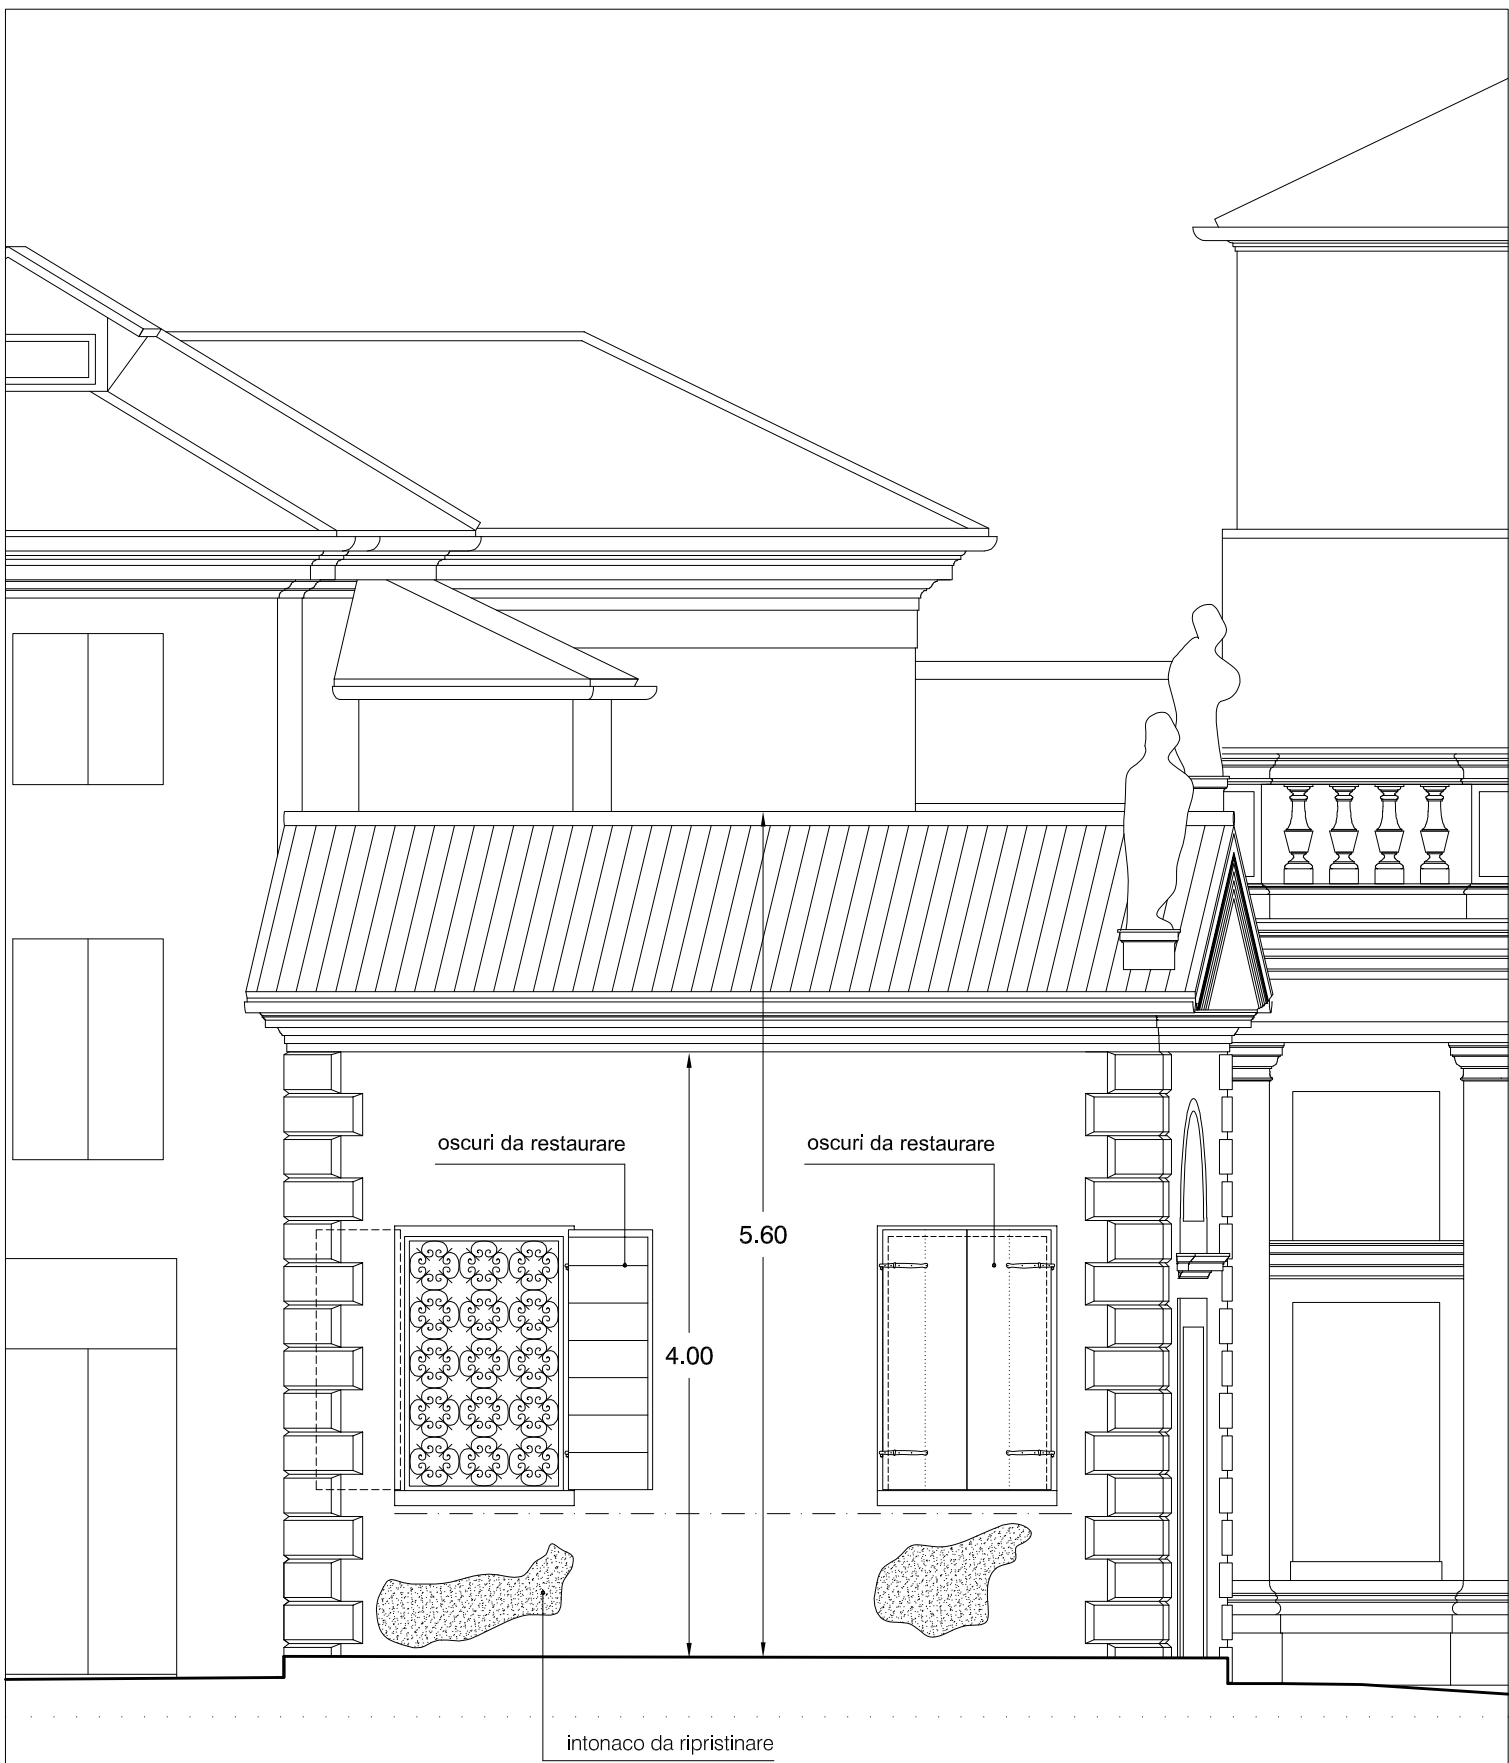 oscuri da restaurare
oscuri da restaurare
5.60
4.00
intonaco da ripristinare